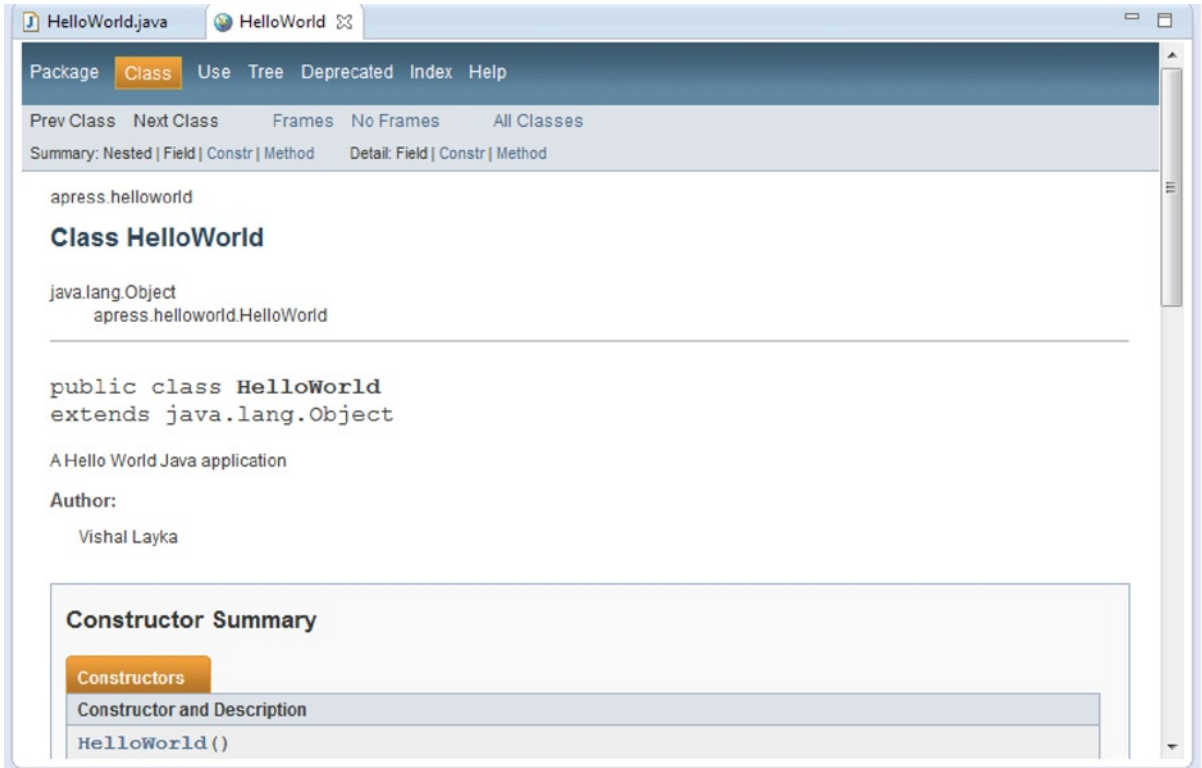 HelloWorld.java HelloWorld
Package Class Use Tree Deprecated Index Help
Prev Class Next Class Frames No Frames All Classes
Summary: Nested | Field | Constr | Method Detail: Field | Constr | Method
apress.helloworld
Class HelloWorld
java.lang.Object
apress.helloworld.HelloWorld
public class HelloWorld
extends java.lang.Object
A Hello World Java application
Author:
Vishal Layka
Constructor Summary
Constructors
Constructor and Description
HelloWorld()